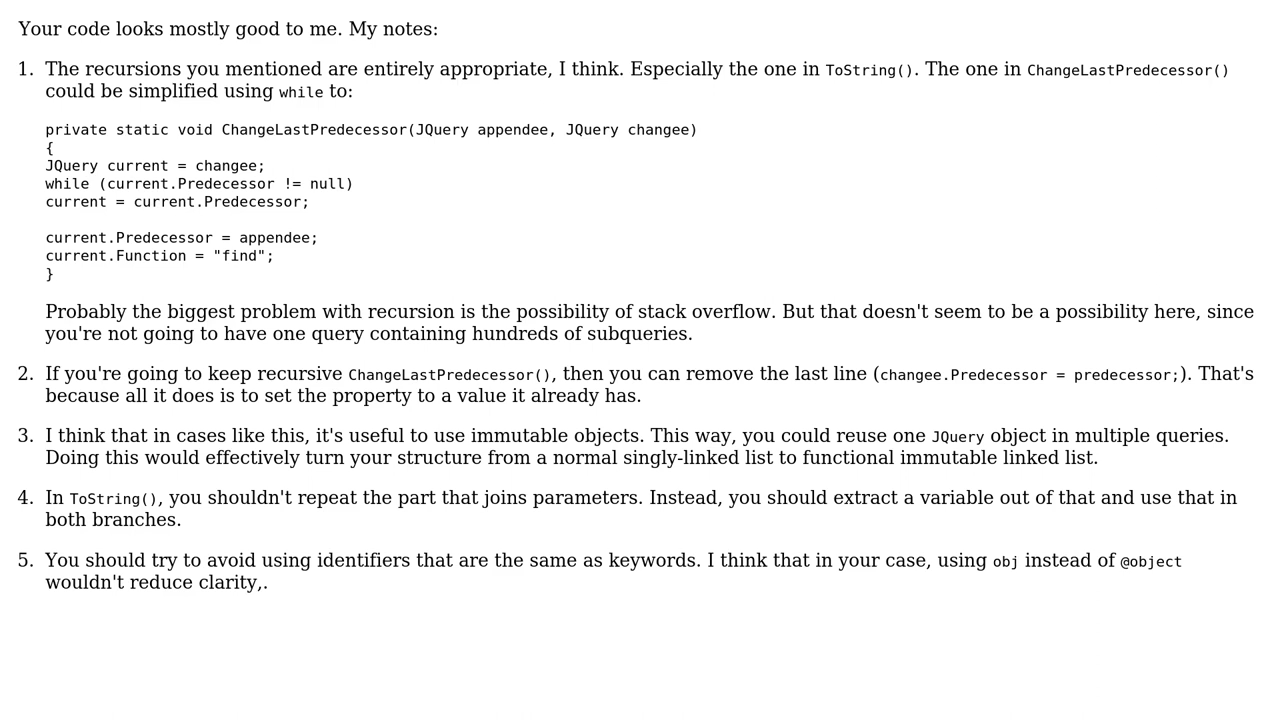 Your code looks mostly good to me. My notes:
1. The recursions you mentioned are entirely appropriate, I think. Especially the one in ToString(). The one in ChangeLastPredecessor()
could be simplified using while to:
private static void ChangeLastPredecessor(JQuery appendee, JQuery changee)
{
JQuery current = changee;
while (current.Predecessor != null)
current = current.Predecessor;
current.Predecessor = appendee;
current.Function = "find";
}
Probably the biggest problem with recursion is the possibility of stack overflow. But that doesn't seem to be a possibility here, since
you're not going to have one query containing hundreds of subqueries.
2. If you're going to keep recursive ChangeLastPredecessor(), then you can remove the last line (changee.Predecessor = predecessor;). That's
because all it does is to set the property to a value it already has.
3. I think that in cases like this, it's useful to use immutable objects. This way, you could reuse one JQuery object in multiple queries.
Doing this would effectively turn your structure from a normal singly-linked list to functional immutable linked list.
4. In ToString(), you shouldn't repeat the part that joins parameters. Instead, you should extract a variable out of that and use that in
both branches.
5. You should try to avoid using identifiers that are the same as keywords. I think that in your case, using obj instead of @object
wouldn't reduce clarity,.